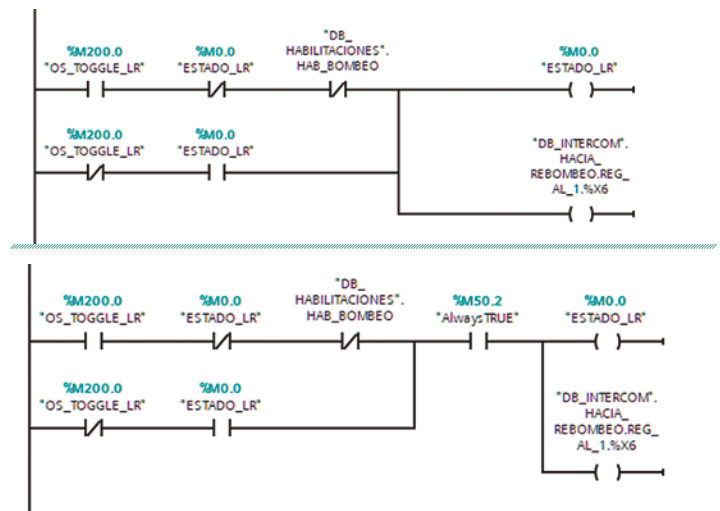 "DB_
%M200.0
%M0.0
HABILITACIONES".
%M0.0
"OS_TOGGLE_LR"
"ESTADO_LR"
HAB_BOMBEO
"ESTADO_LR"
%M200.0
%M0.0
"OS_TOGGLE_LR"
"ESTADO_LR"
"DB_INTERCOM".
HACIA_
REBOMBEO.REG_
AL_1.%X6
"DB_
%M200.0
%M0.0
HABILITACIONES".
%M50.2
%M0.0
"OS_TOGGLE_LR"
"ESTADO_LR"
HAB_BOMBEO
"AlwaysTRUE"
"ESTADO_LR"
%M200.0
%M0.0
"OS_TOGGLE_LR"
"ESTADO_LR"
"DB_INTERCOM".
HACIA_
REBOMBEO.REG_
AL_1.%X6